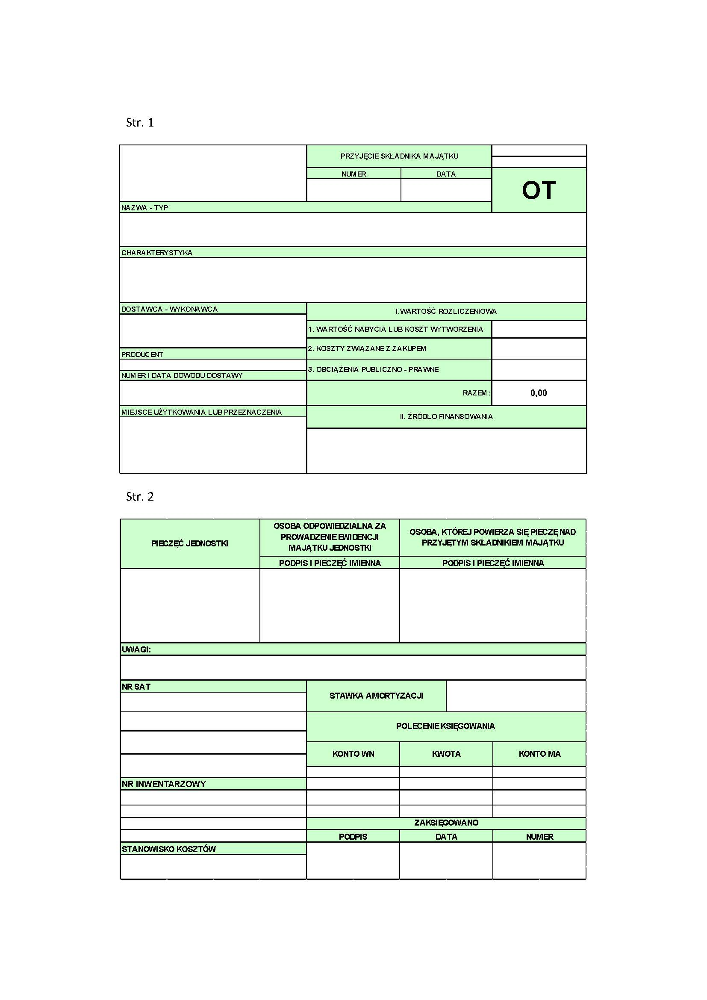 Str. 1
PRZYJĘCIE SKŁADNIKA MAJĄTKU
NUMER DATA
OT
NAZWA - TYP
CHARAKTERYSTYKA
DOSTAWCA - WYKONAWCA
I.WARTOŚĆ ROZLICZENIOWA
1. WARTOŚĆ NABYCIA LUB KOSZT WYTWORZENIA
2. KOSZTY ZWIĄZANE Z ZAKUPEM
PRODUCENT
3. OBCIĄŻENIA PUBLICZNO - PRAWNE
NUMER I DATA DOWODU DOSTAWY
RAZEM: 0,00
MIEJSCE UŻYTKOWANIA LUB PRZEZNACZENIA
II. ŹRÓDŁO FINANSOWANIA
Str. 2
PIECZĘĆ JEDNOSTKI
OSOBA ODPOWIEDZIALNA ZA
PROWADZENIE EWIDENCJI
MAJĄTKU JEDNOSTKI
OSOBA, KTÓREJ POWIERZA SIĘ PIECZĘ NAD
PRZYJĘTYM SKŁADNIKIEM MAJĄTKU
PODPIS I PIECZĘĆ IMIENNA PODPIS I PIECZĘĆ IMIENNA
UWAGI:
NR SAT
STAWKA AMORTYZACJI
POLECENIE KSIĘGOWANIA
KONTO WN KWOTA KONTO MA
NR INWENTARZOWY
ZAKSIĘGOWANO
PODPIS DATA NUMER
STANOWISKO KOSZTÓW